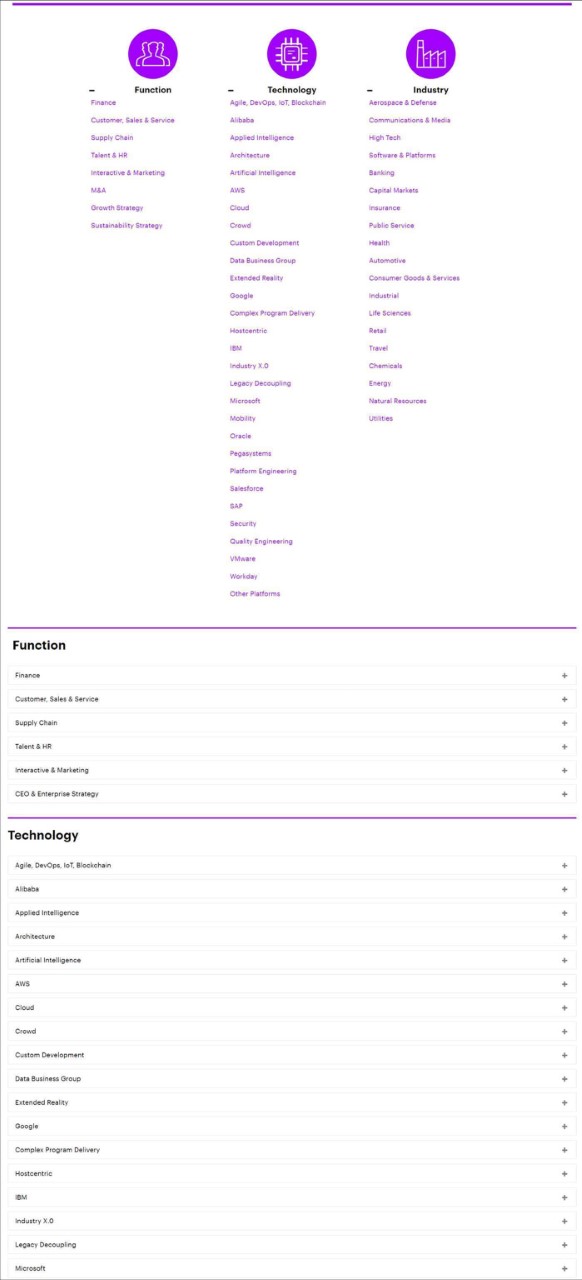 Function
Finance
Customer, Sales & Service
Supply Chain
Talent & HR
Interactive & Marketing
M&A
Growth Strategy
Sustainability Strategy
Technology
Agile, DevOps, IoT, Blockchain
Alibaba
Applied Intelligence
Architecture
Artificial Intelligence
AWS
Cloud
Crowd
Custom Development
Data Business Group
Extended Reality
Google
Complex Program Delivery
Hostcentric
IBM
Industry X.0
Legacy Decoupling
Microsoft
Mobility
Oracle
Pegasystems
Platform Engineering
Salesforce
SAP
Security
Quality Engineering
VMware
Workday
Other Platforms
Industry
Aerospace & Defense
Communications & Media
High Tech
Software & Platforms
Banking
Capital Markets
Insurance
Public Service
Health
Automotive
Consumer Goods & Services
Industrial
Life Sciences
Retail
Travel
Chemicals
Energy
Natural Resources
Utilities
Function
Finance
Customer, Sales & Service
Supply Chain
Talent & HR
Interactive & Marketing
CEO & Enterprise Strategy
Technology
Agile, DevOps, IoT, Blockchain
Alibaba
Applied Intelligence
Architecture
Artificial Intelligence
AWS
Cloud
Crowd
Custom Development
Data Business Group
Extended Reality
Google
Complex Program Delivery
Hostcentric
IBM
Industry X.0
Legacy Decoupling
Microsoft